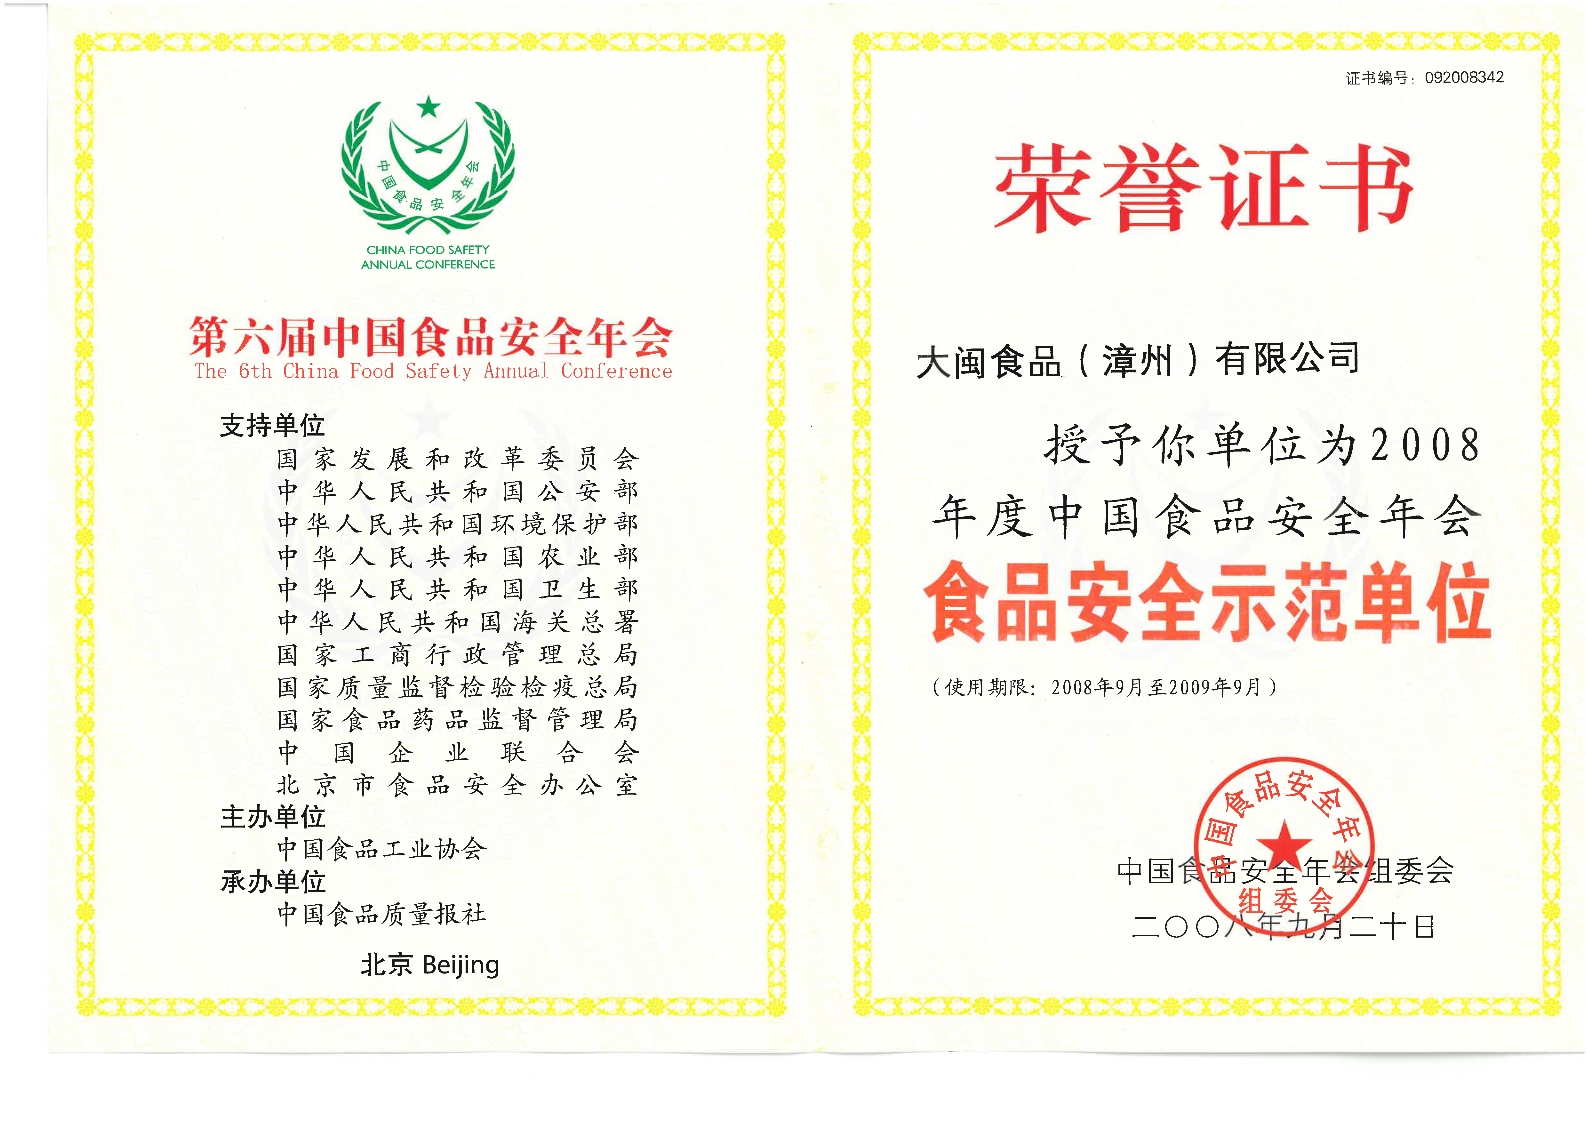 中国食品安全年会
CHINA FOOD SAFETY
ANNUAL CONFERENCE
第六届中国食品安全年会
The 6th China Food Safety Annual Conference
支持单位
国家发展和改革委员会
中华人民共和国公安部
中华人民共和国环境保护部
中华人民共和国农业部
中华人民共和国卫生部
中华人民共和国海关总署
国家工商行政管理总局
国家质量监督检验检疫总局
国家食品药品监督管理局
中国企业联合会
北京市食品安全办公室
主办单位
中国食品工业协会
承办单位
中国食品质量报社
北京 Beijing
证书编号：092008342
荣誉证书
大闽食品（漳州）有限公司
授予你单位为2008
年度中国食品安全年会
食品安全示范单位
（使用期限：2008年9月至2009年9月）
中国食品安全年会
组委会
中国食品安全年会组委会
二〇〇八年九月二十日